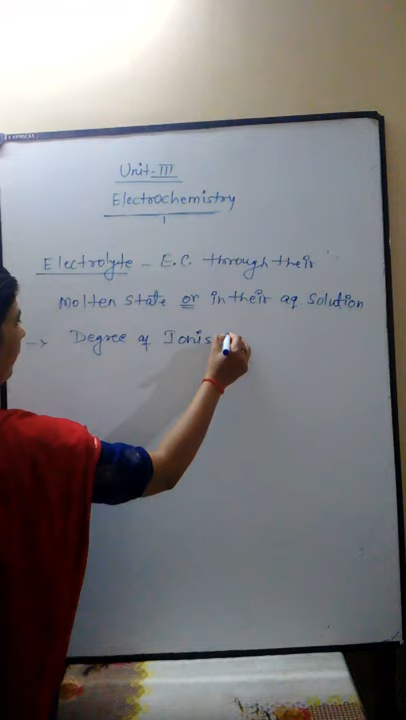 Unit-III
Electrochemistry
Electrolyte - E.C through their
Molten state or in their aq solution
→ Degree of Ionis